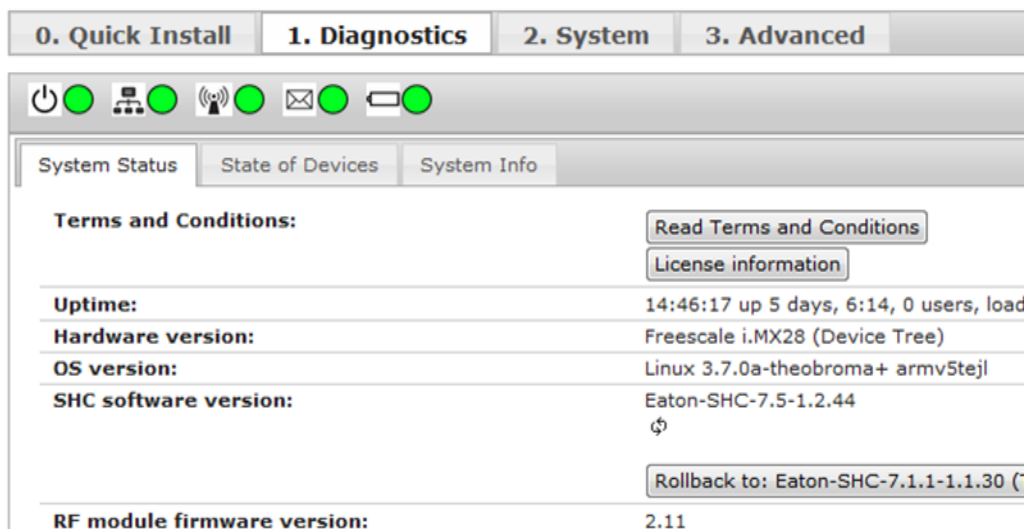 0. Quick Install 1. Diagnostics 2. System 3. Advanced
System Status State of Devices System Info
Terms and Conditions: Read Terms and Conditions
License information
Uptime: 14:46:17 up 5 days, 6:14, 0 users, load
Hardware version: Freescale i.MX28 (Device Tree)
OS version: Linux 3.7.0a-theobroma+ armv5tejl
SHC software version: Eaton-SHC-7.5-1.2.44
Rollback to: Eaton-SHC-7.1.1-1.1.30 (T
RF module firmware version: 2.11